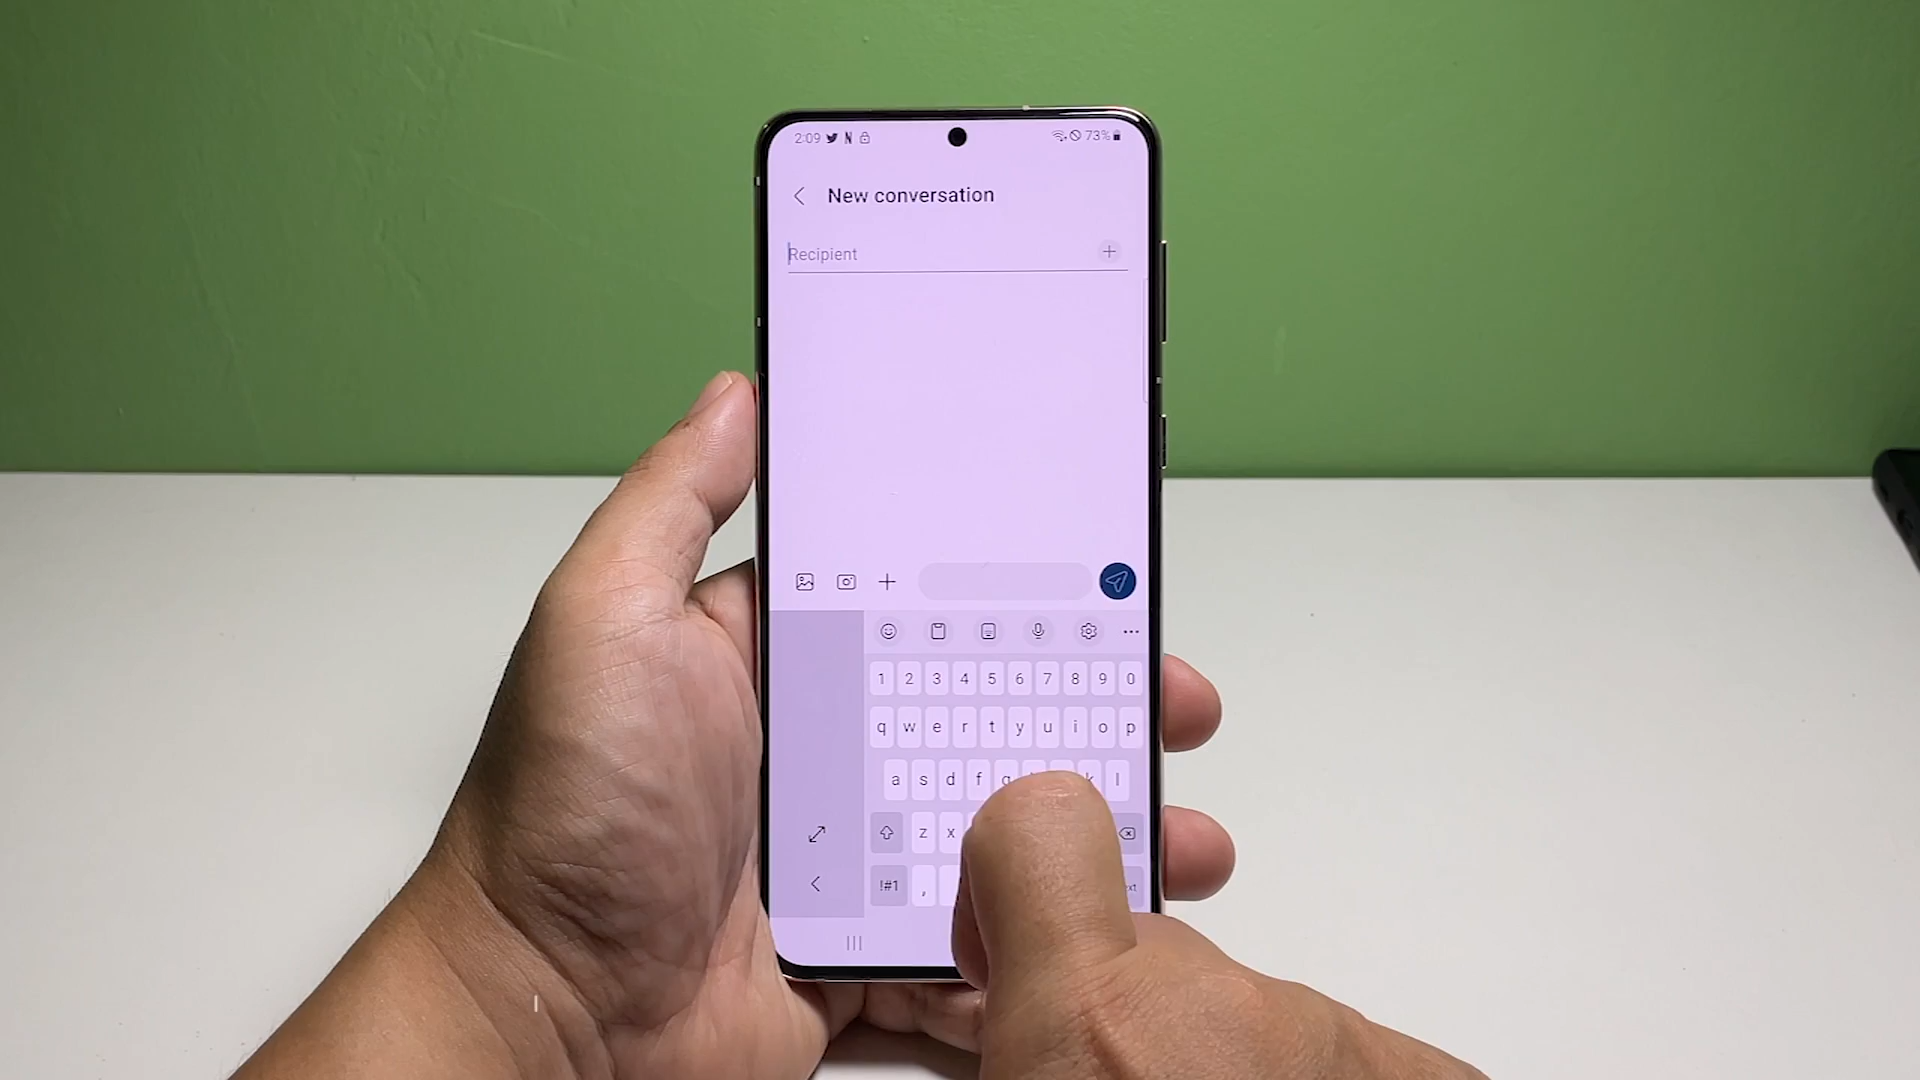 2:09 N 73%
New conversation
Recipient
1 2 3 4 5 6 7 8 9 0
q w e r t y u i o p
a s d f g k l
z x
!#1 ,